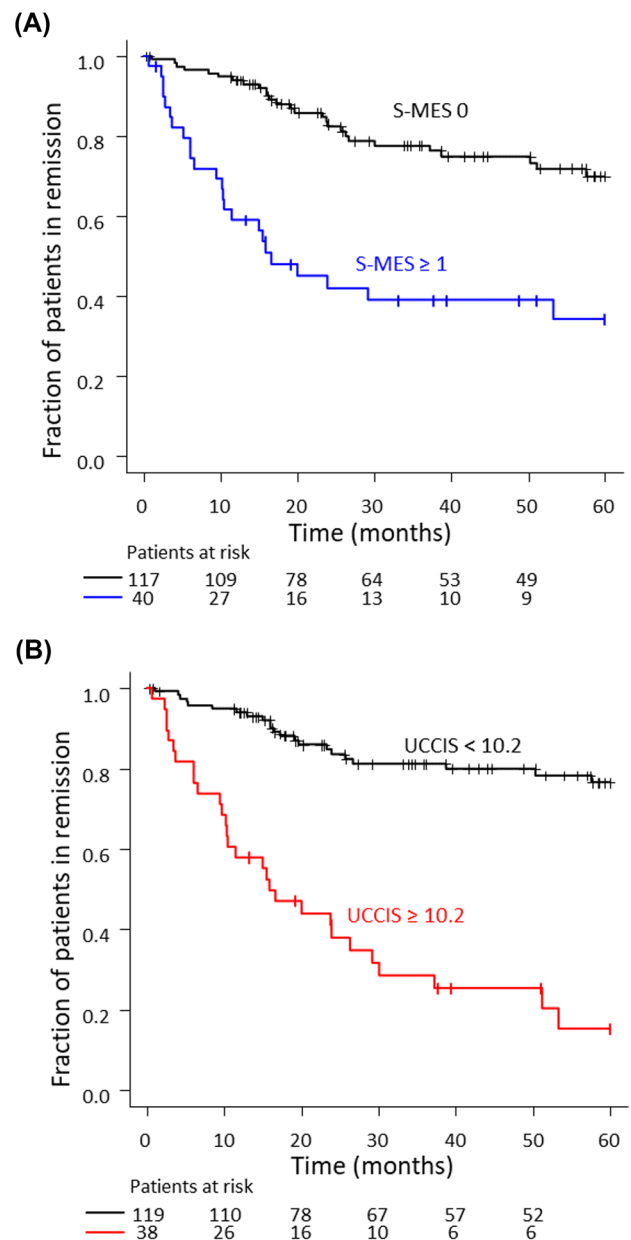 (A)
Fraction of patients in remission
1.0
0.8
0.6
0.4
0.2
0.0
S-MES 0
S-MES ≥ 1
0 10 20 30 40 50 60
Time (months)
Patients at risk
117 109 78 64 53 49
40 27 16 13 10 9
(B)
Fraction of patients in remission
1.0
0.8
0.6
0.4
0.2
0.0
UCCIS < 10.2
UCCIS ≥ 10.2
0 10 20 30 40 50 60
Time (months)
Patients at risk
119 110 78 67 57 52
38 26 16 10 6 6